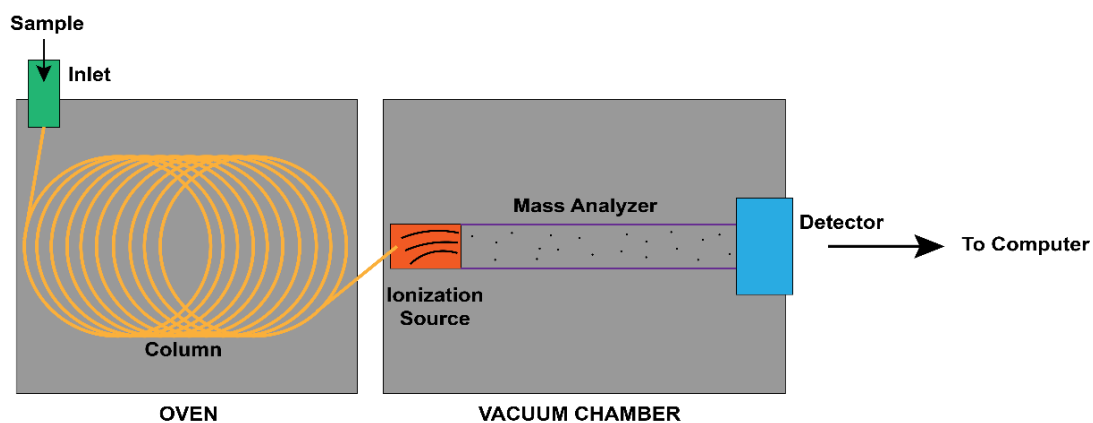 Sample
Inlet
Column
OVEN
Mass Analyzer
Ionization
Source
Detector
To Computer
VACUUM CHAMBER